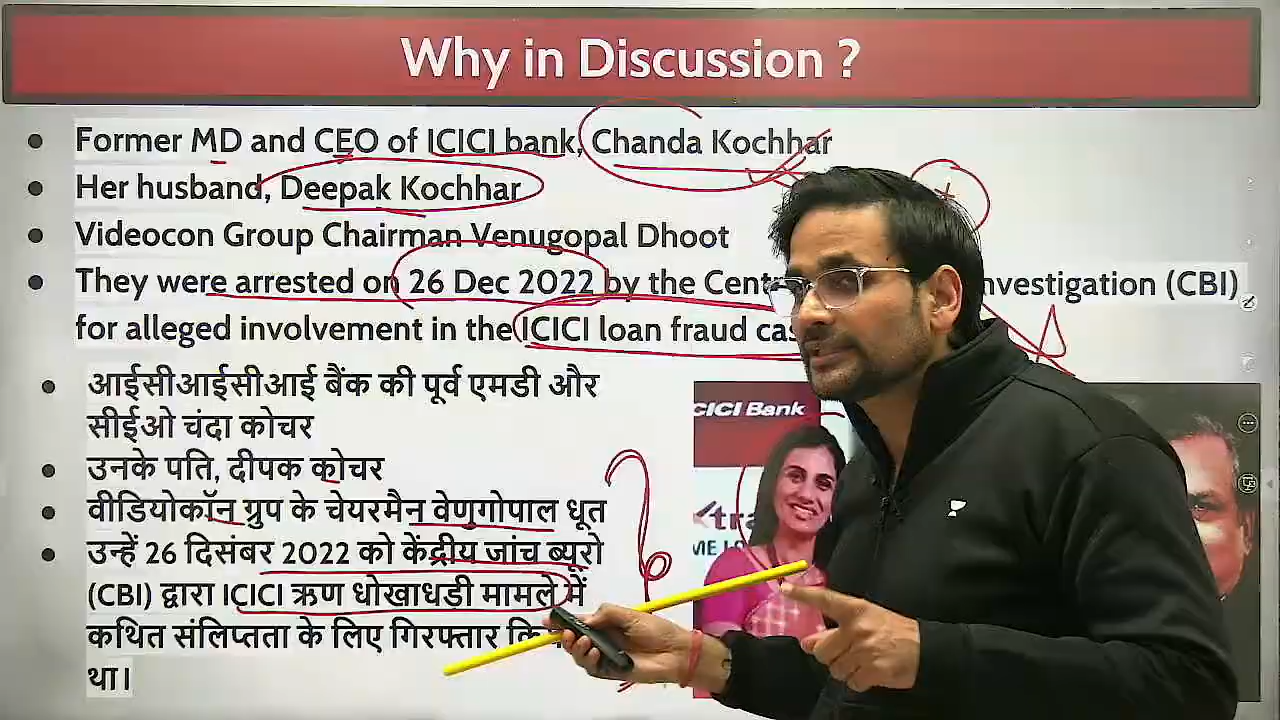 Why in Discussion ?
Former MD and CEO of ICICI bank, Chanda Kochhar
Her husband, Deepak Kochhar
Videocon Group Chairman Venugopal Dhoot
They were arrested on 26 Dec 2022 by the nvestigation (CBI)
for alleged involvement in the ICICI loan fraud
आईसीआईसीआई बैंक की पूर्व एमडी और
सीईओ चंदा कोचर
उनके पति, दीपक कोचर
वीडियोकॉन ग्रुप के चेयरमैन वेणुगोपाल धूत
उन्हें 26 दिसंबर 2022 को केंद्रीय जांच ब्यूरो
(CBI) द्वारा ICICI ऋण धोखाधडी मामले में
कथित संलिप्तता के लिए गिरफ्तार
था।
CICI Bank